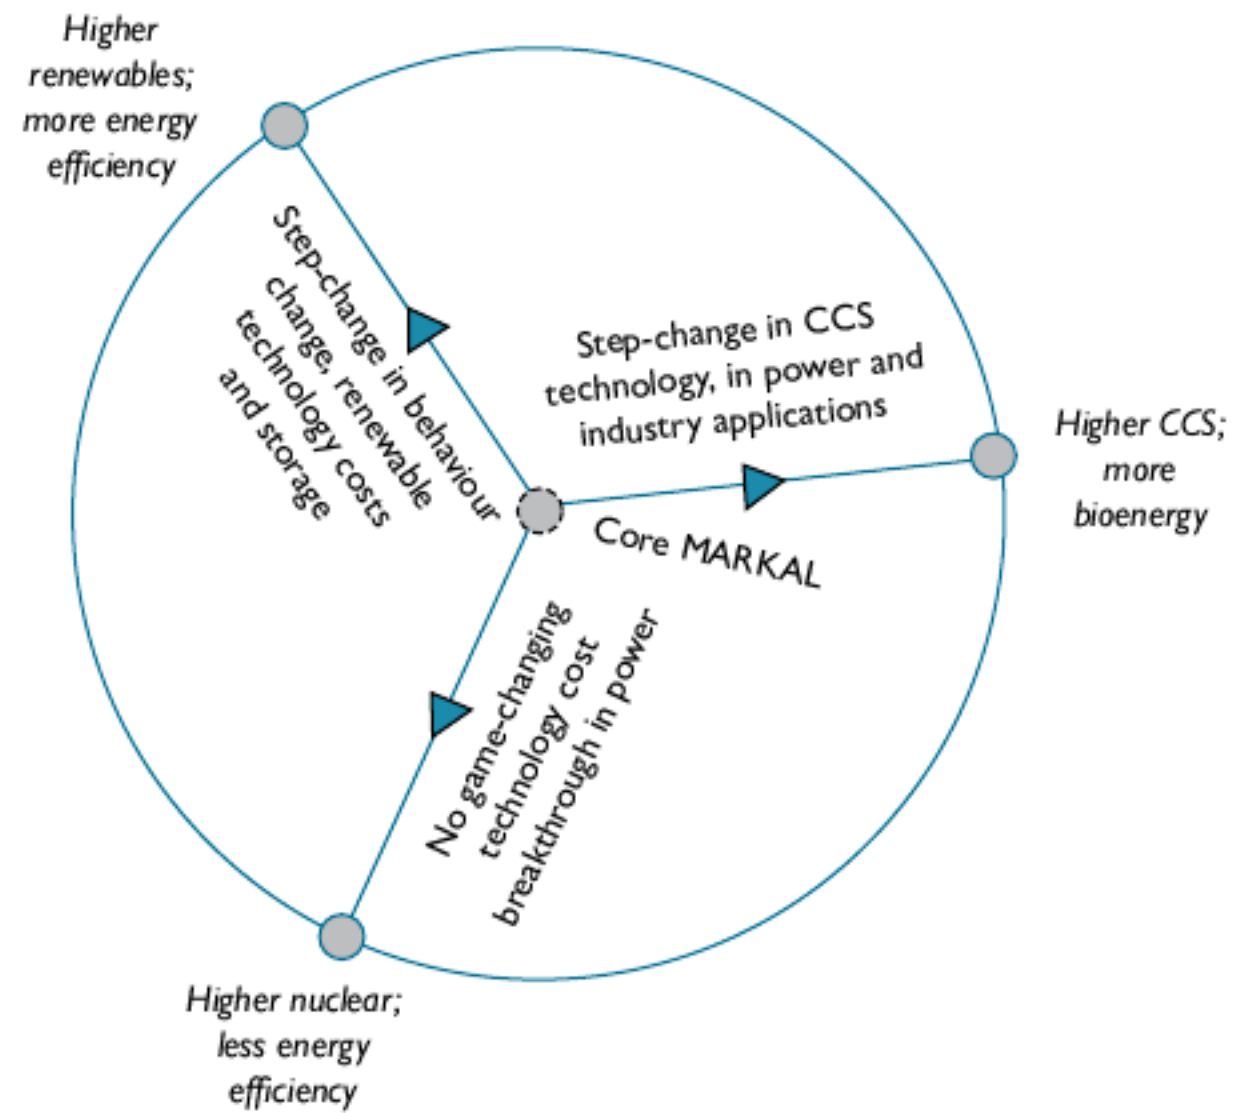 Higher
renewables;
more energy
efficiency
Step-change in behaviour
change, renewable
technology costs
and storage
Step-change in CCS
technology, in power and
industry applications
Higher CCS;
more
bioenergy
Core MARKAL
No game-changing
technology cost
breakthrough in power
Higher nuclear;
less energy
efficiency